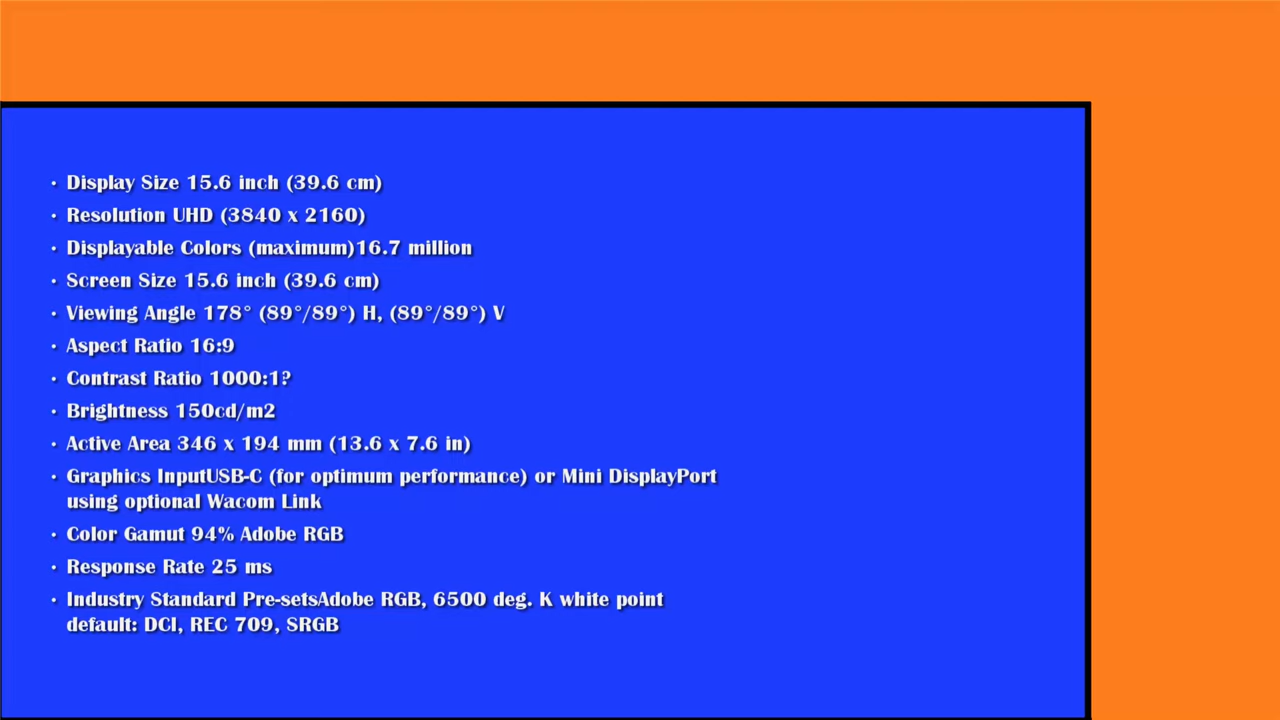 • Display Size 15.6 inch (39.6 cm)
• Resolution UHD (3840 x 2160)
• Displayable Colors (maximum)16.7 million
• Screen Size 15.6 inch (39.6 cm)
• Viewing Angle 178° (89°/89°) H, (89°/89°) V
• Aspect Ratio 16:9
• Contrast Ratio 1000:1?
• Brightness 150cd/m2
• Active Area 346 x 194 mm (13.6 x 7.6 in)
• Graphics InputUSB-C (for optimum performance) or Mini DisplayPort
using optional Wacom Link
• Color Gamut 94% Adobe RGB
• Response Rate 25 ms
• Industry Standard Pre-setsAdobe RGB, 6500 deg. K white point
default: DCI, REC 709, SRGB